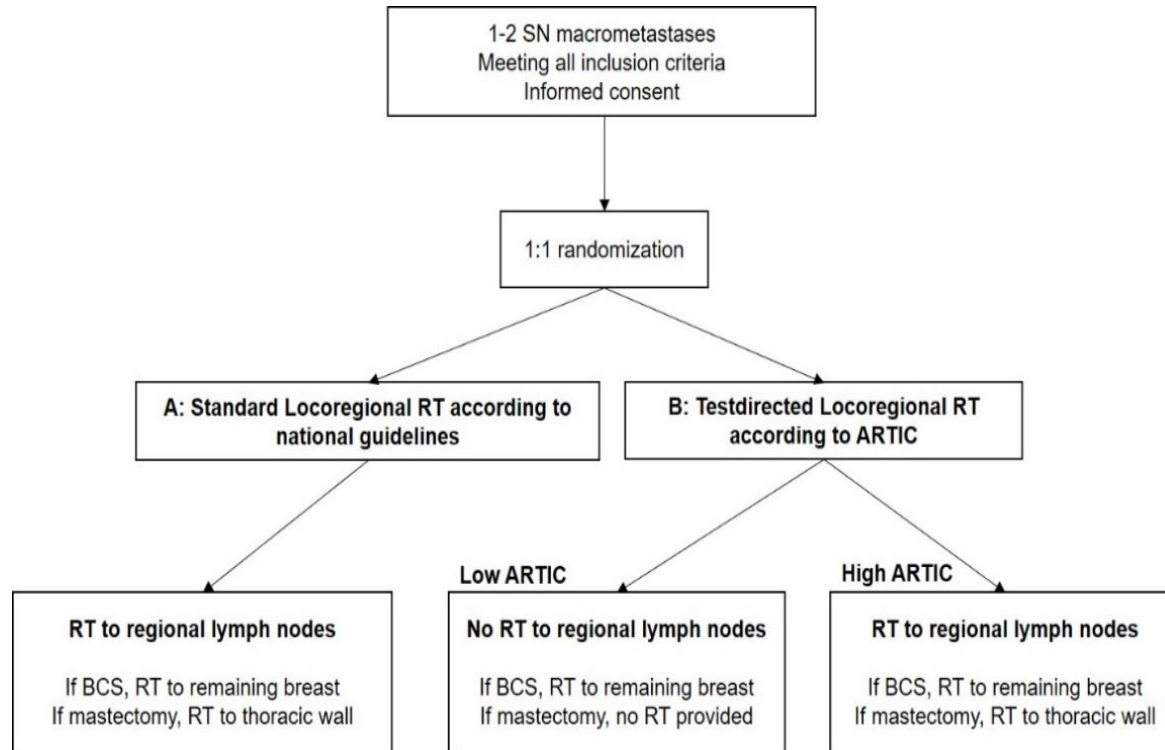 1-2 SN macrometastases
Meeting all inclusion criteria
Informed consent
1:1 randomization
A: Standard Locoregional RT according to
national guidelines
B: Testdirected Locoregional RT
according to ARTIC
RT to regional lymph nodes
If BCS, RT to remaining breast
If mastectomy, RT to thoracic wall
Low ARTIC
No RT to regional lymph nodes
If BCS, RT to remaining breast
If mastectomy, no RT provided
High ARTIC
RT to regional lymph nodes
If BCS, RT to remaining breast
If mastectomy, RT to thoracic wall